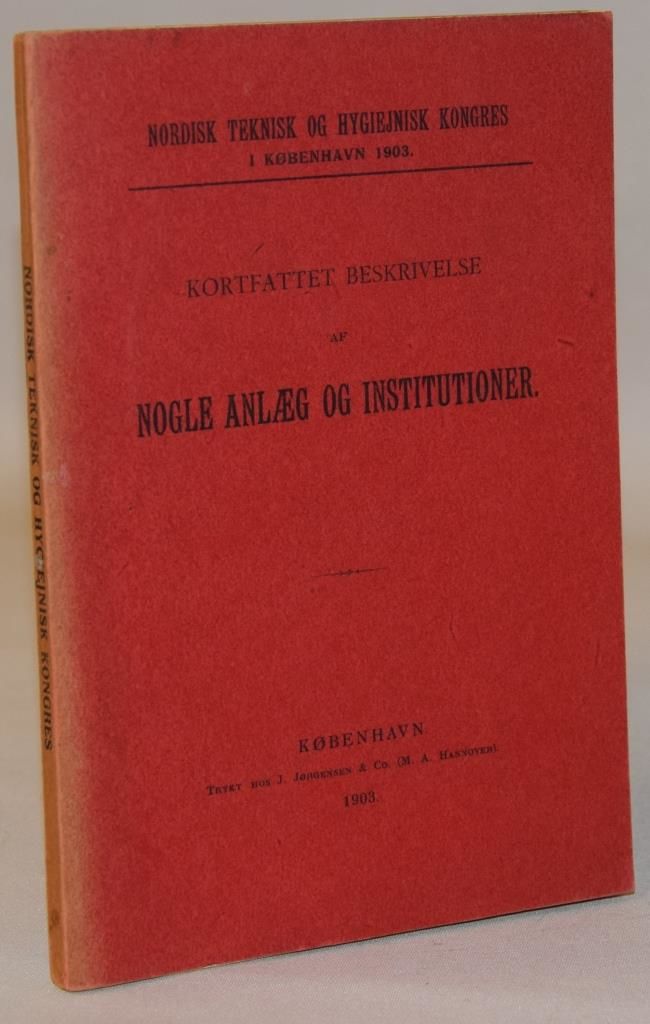 NORDISK TEKNISK OG HYGIEJNISK KONGRES
I KØBENHAVN 1903.
KORTFATTET BESKRIVELSE
AF
NOGLE ANLÆG OG INSTITUTIONER.
KØBENHAVN
TRYKT HOS J. JØRGENSEN & CO. (M. A. HANNOVER).
1903.
NORDISK TEKNISK OG HYGIEJNISK KONGRES